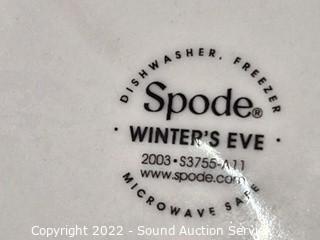 DISHWASHER, FREEZER
Spode®
· WINTER'S EVE ·
2003 · S3755-A11
www.spode.com
MICROWAVE SAFE
Copyright 2022 - Sound Auction Service